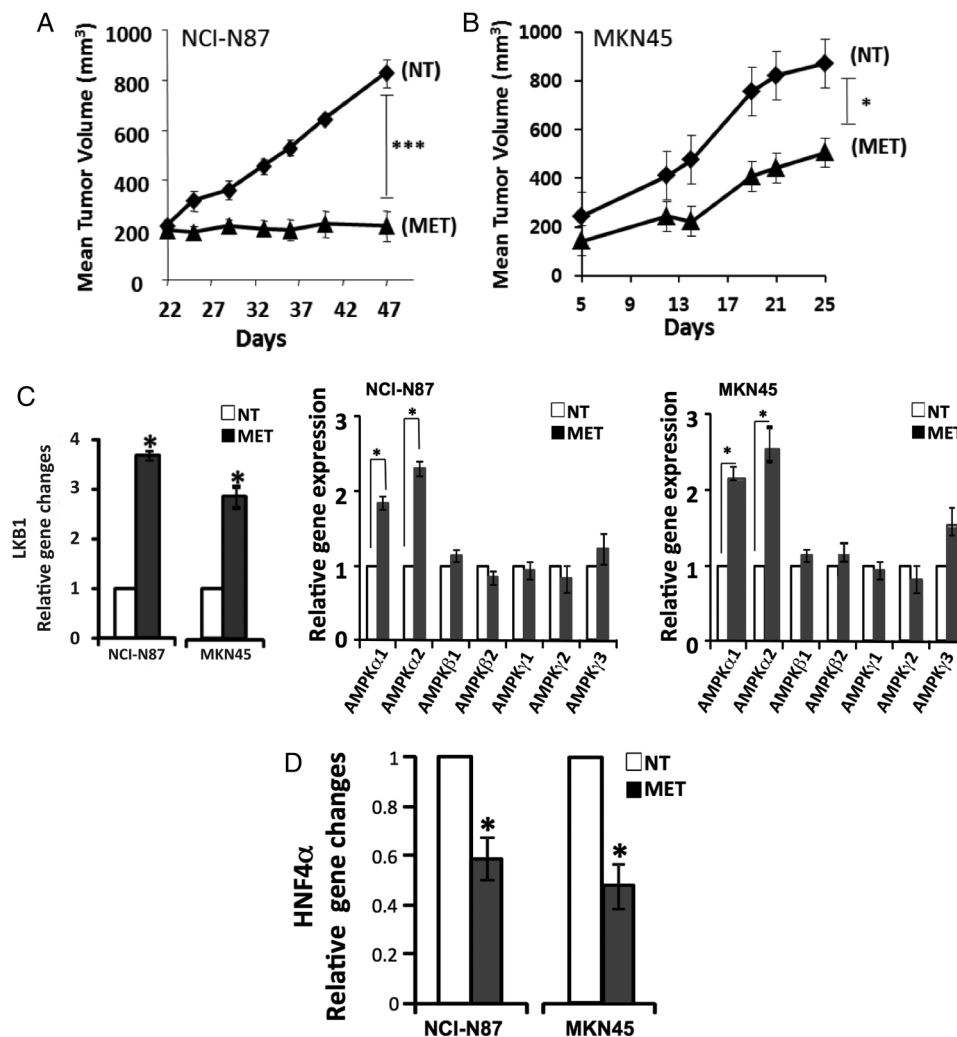 A
NCI-N87
Mean Tumor Volume (mm³)
1000
800
600
400
200
0
22 27 32 37 42 47
Days
(NT)
***
(MET)
B
MKN45
Mean Tumor Volume (mm³)
1000
800
600
400
200
0
5 9 13 17 21 25
Days
(NT)
*
(MET)
C
NT
MET
LKB1
Relative gene changes
4
3
2
1
0
*
*
NCI-N87 MKN45
NCI-N87
NT
MET
Relative gene expression
3
2
1
0
*
*
AMPKα1 AMPKα2 AMPKβ1 AMPKβ2 AMPKγ1 AMPKγ2 AMPKγ3
MKN45
NT
MET
Relative gene expression
3
2
1
0
*
*
AMPKα1 AMPKα2 AMPKβ1 AMPKβ2 AMPKγ1 AMPKγ2 AMPKγ3
D
NT
MET
HNF4α
Relative gene changes
1
0.8
0.6
0.4
0.2
0
*
*
NCI-N87 MKN45